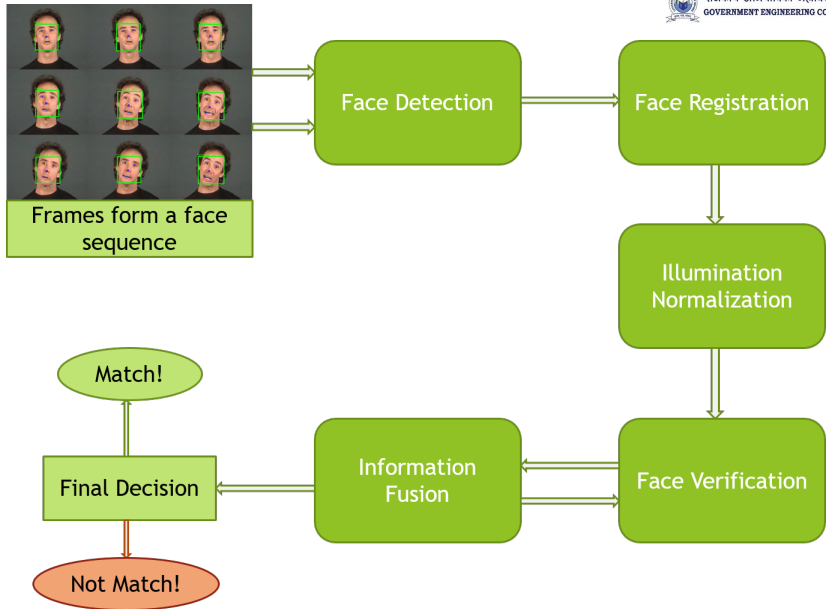 GOVERNMENT ENGINEERING
Face Detection
Face Registration
Frames form a face
sequence
Illumination
Normalization
Match!
Final Decision
Information
Fusion
Face Verification
Not Match!